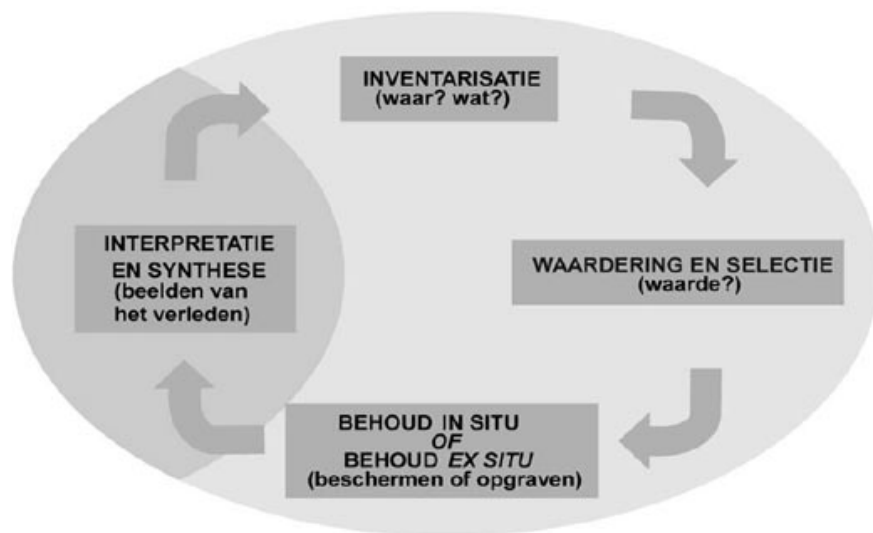 INVENTARISATIE
(waar? wat?)
WAARDERING EN SELECTIE
(waarde?)
BEHOUD IN SITU
OF
BEHOUD EX SITU
(beschermen of opgraven)
INTERPRETATIE
EN SYNTHESE
(beelden van
het verleden)